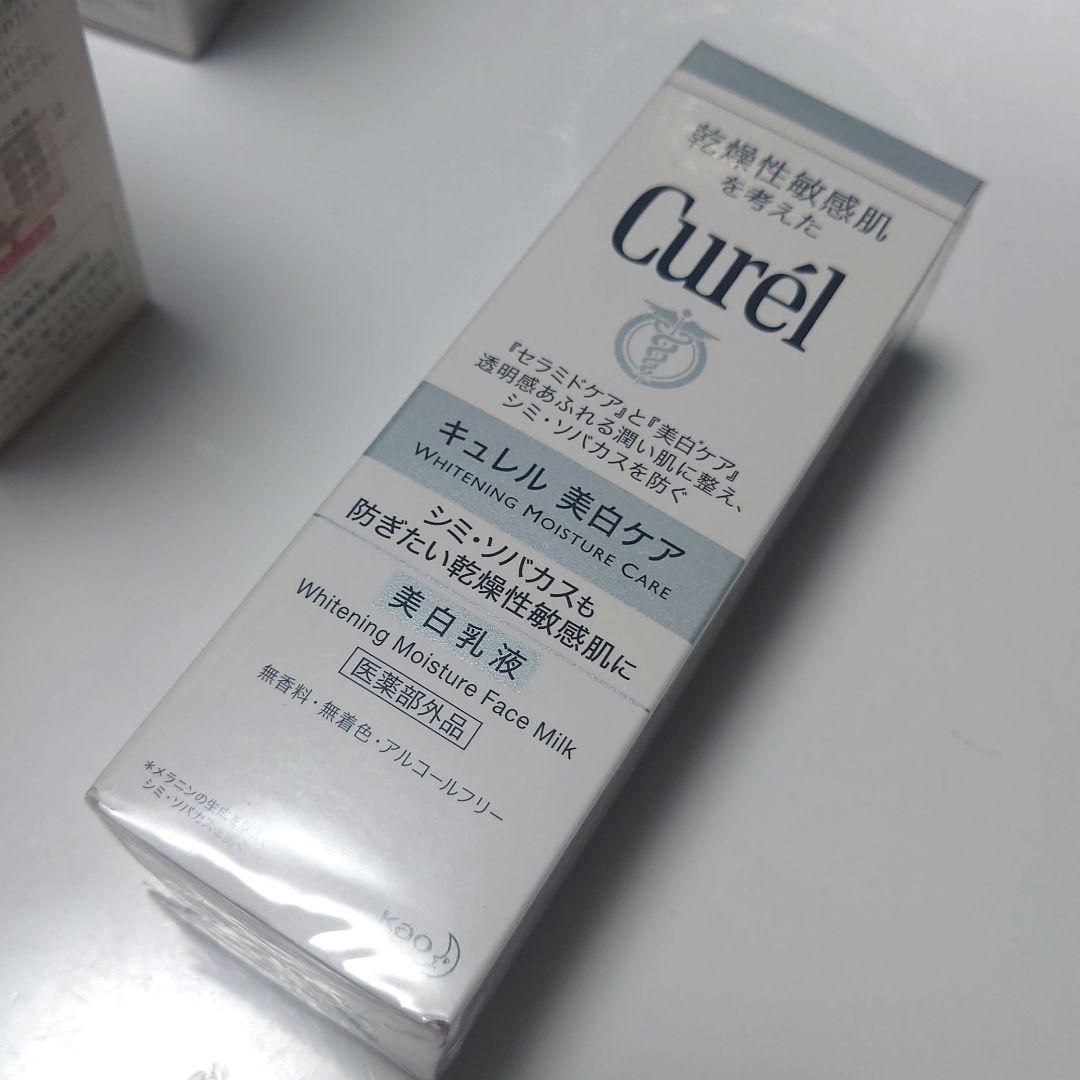 乾燥性敏感肌
を考えた
Curél
『セラミドケア』と『美白*ケア』
透明感あふれる潤い肌に整え、
シミ・ソバカスを防ぐ
キュレル 美白ケア
WHITENING MOISTURE CARE
シミ・ソバカスも
防ぎたい乾燥性敏感肌に
美白乳液
Whitening Moisture Face Milk
医薬部外品
無香料・無着色・アルコールフリー
*メラニンの生成を抑え、
シミ・ソバカスを防ぐ
Kao